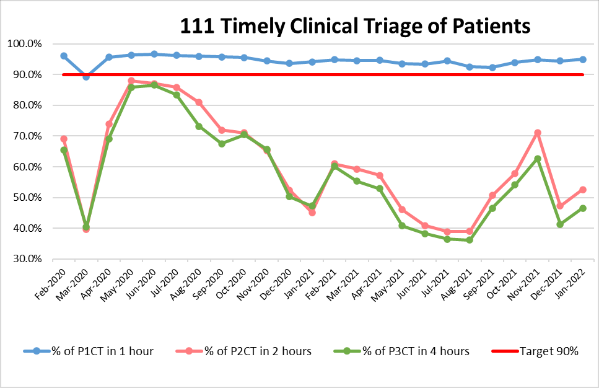 111 Timely Clinical Triage of Patients
100.0%
90.0%
80.0%
70.0%
60.0%
50.0%
40.0%
30.0%
Feb-2020
Mar-2020
Apr-2020
May-2020
Jun-2020
Jul-2020
Aug-2020
Sep-2020
Oct-2020
Nov-2020
Dec-2020
Jan-2021
Feb-2021
Mar-2021
Apr-2021
May-2021
Jun-2021
Jul-2021
Aug-2021
Sep-2021
Oct-2021
Nov-2021
Dec-2021
Jan-2022
% of P1CT in 1 hour % of P2CT in 2 hours % of P3CT in 4 hours Target 90%